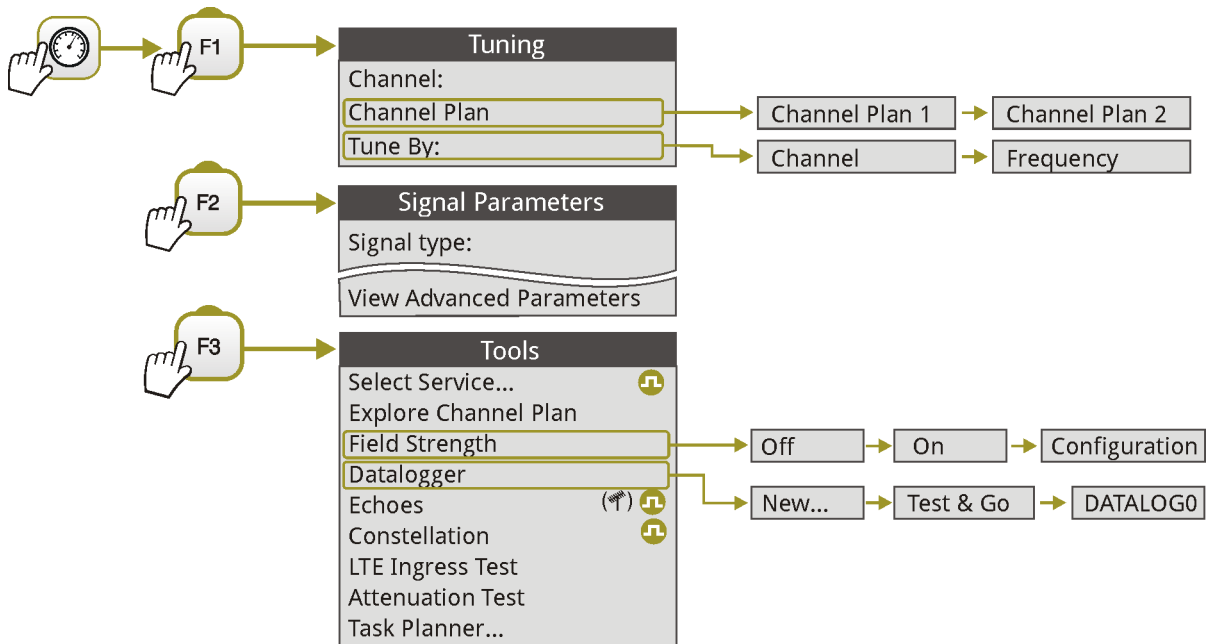 F1
Tuning
Channel:
Channel Plan
Channel Plan 1
Channel Plan 2
Tune By:
Channel
Frequency
F2
Signal Parameters
Signal type:
View Advanced Parameters
F3
Tools
Select Service...
Explore Channel Plan
Field Strength
Off
On
Configuration
Datalogger
New...
Test & Go
DATALOG0
Echoes
Constellation
LTE Ingress Test
Attenuation Test
Task Planner...